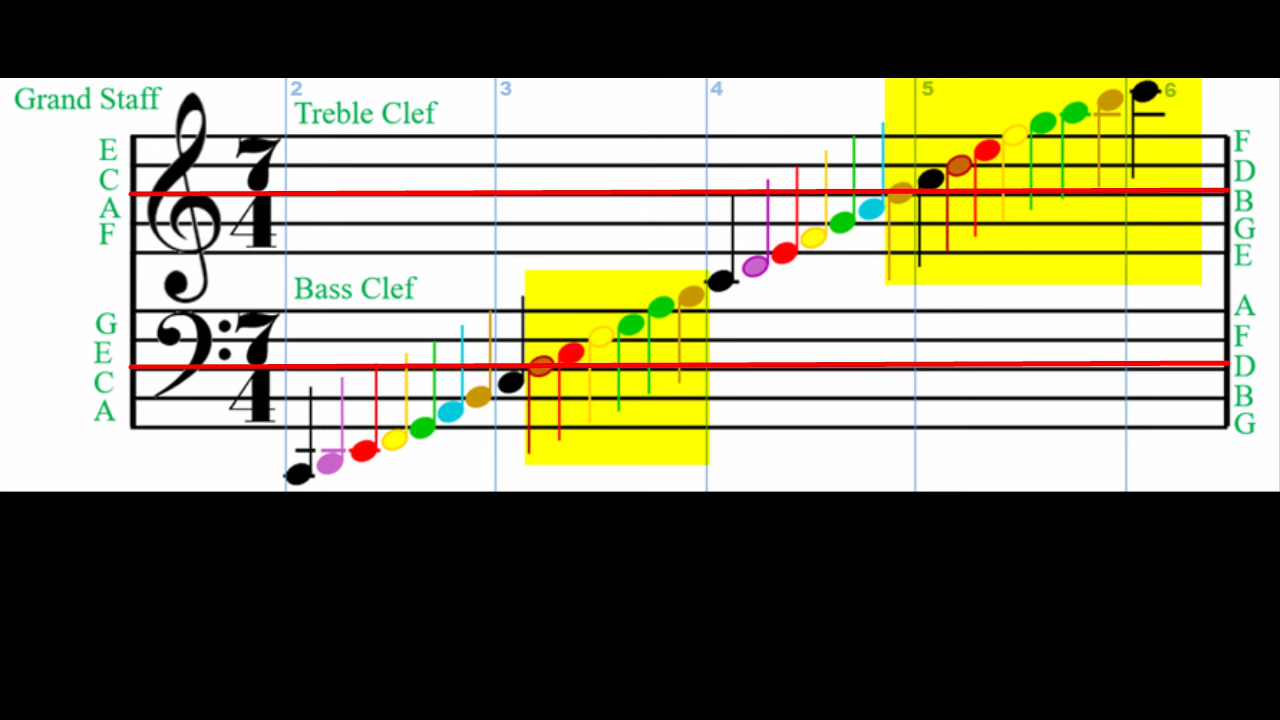 2 3 4 5 6
Grand Staff
Treble Clef
E F
7 C D
A B
4 F G
E
Bass Clef
A
G 7 F
E D
C 4 B
A G